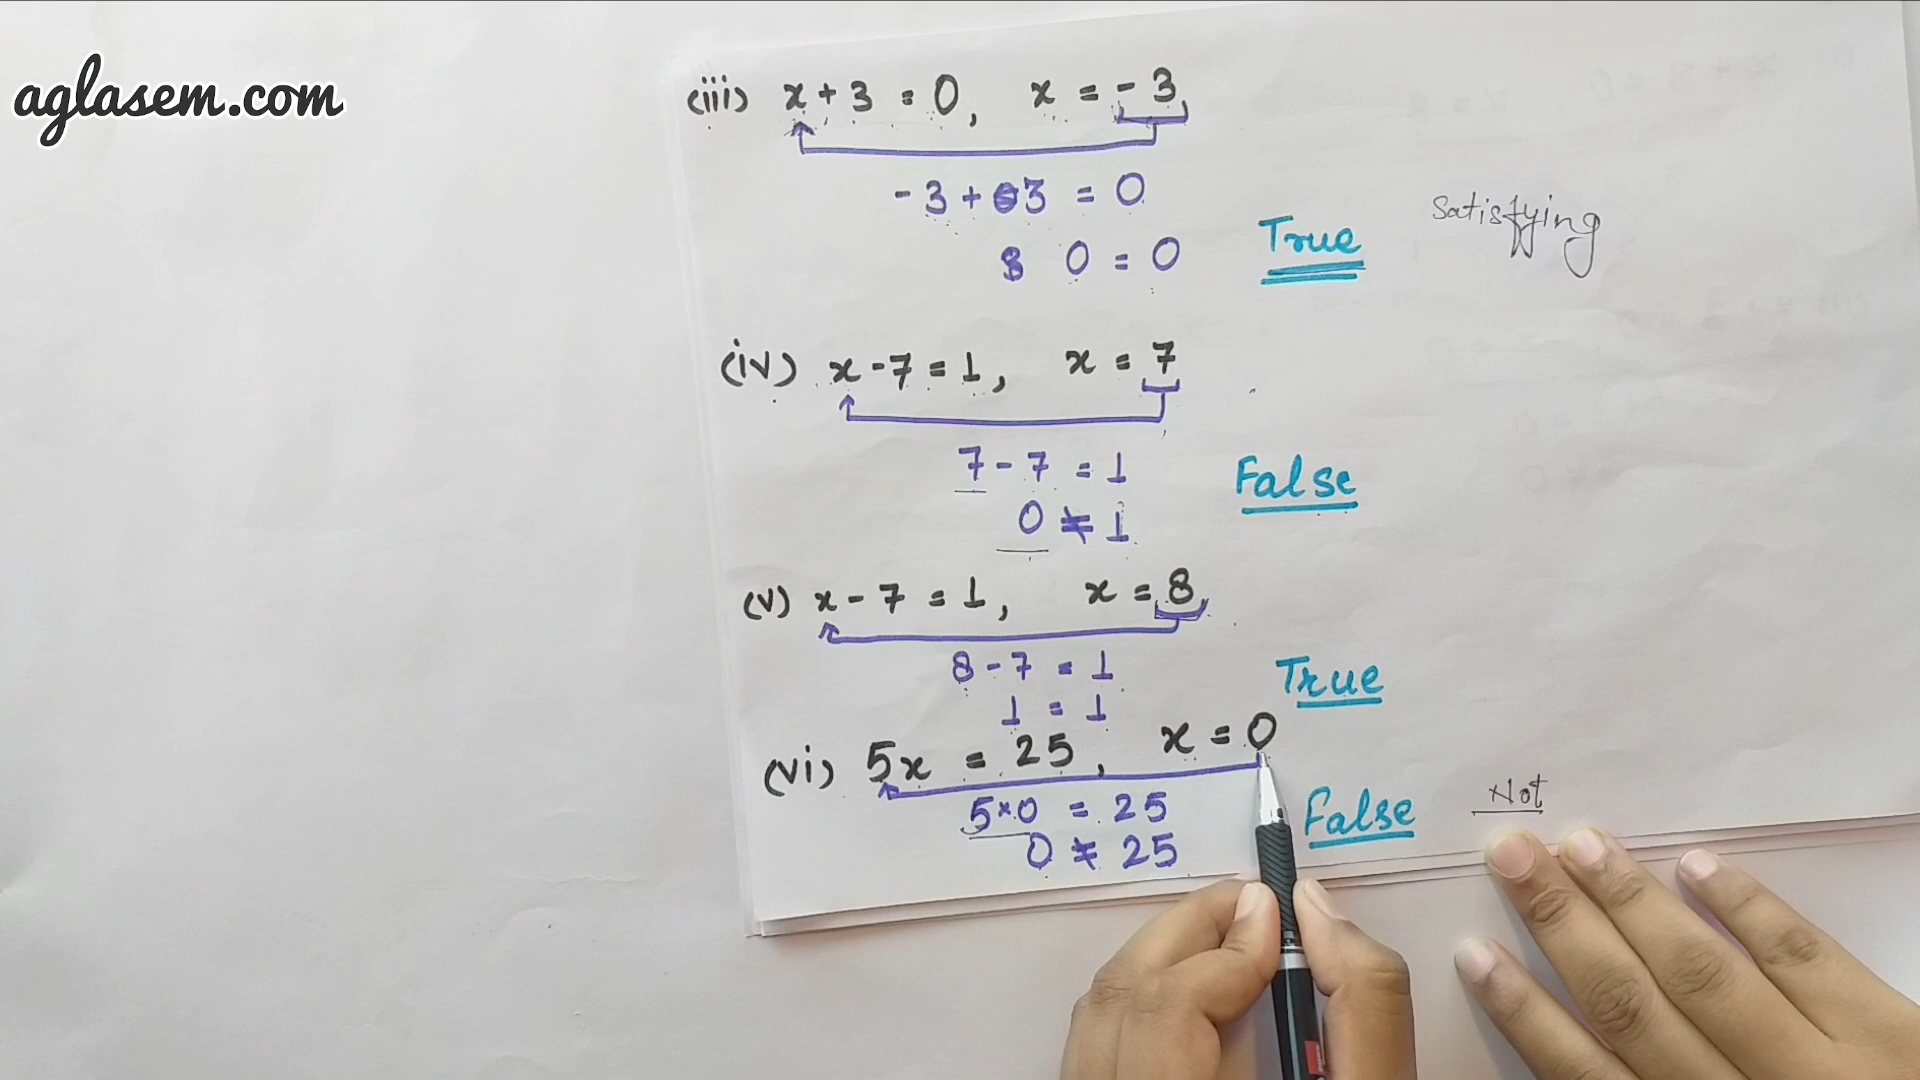 aglasem.com
(iii) x + 3 = 0, x = -3
-3 + 3 = 0
0 = 0 True Satisfying
(iv) x - 7 = 1, x = 7
7 - 7 = 1 False
0 ≠ 1
(v) x - 7 = 1, x = 8
8 - 7 = 1 True
1 = 1
(vi) 5x = 25, x = 0
5×0 = 25 False Not
0 ≠ 25